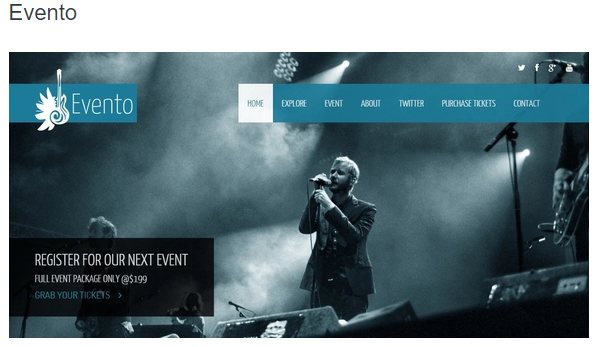 Evento
Evento
HOME EXPLORE EVENT ABOUT TWITTER PURCHASE TICKETS CONTACT
REGISTER FOR OUR NEXT EVENT
FULL EVENT PACKAGE ONLY @$199
GRAB YOUR TICKETS >